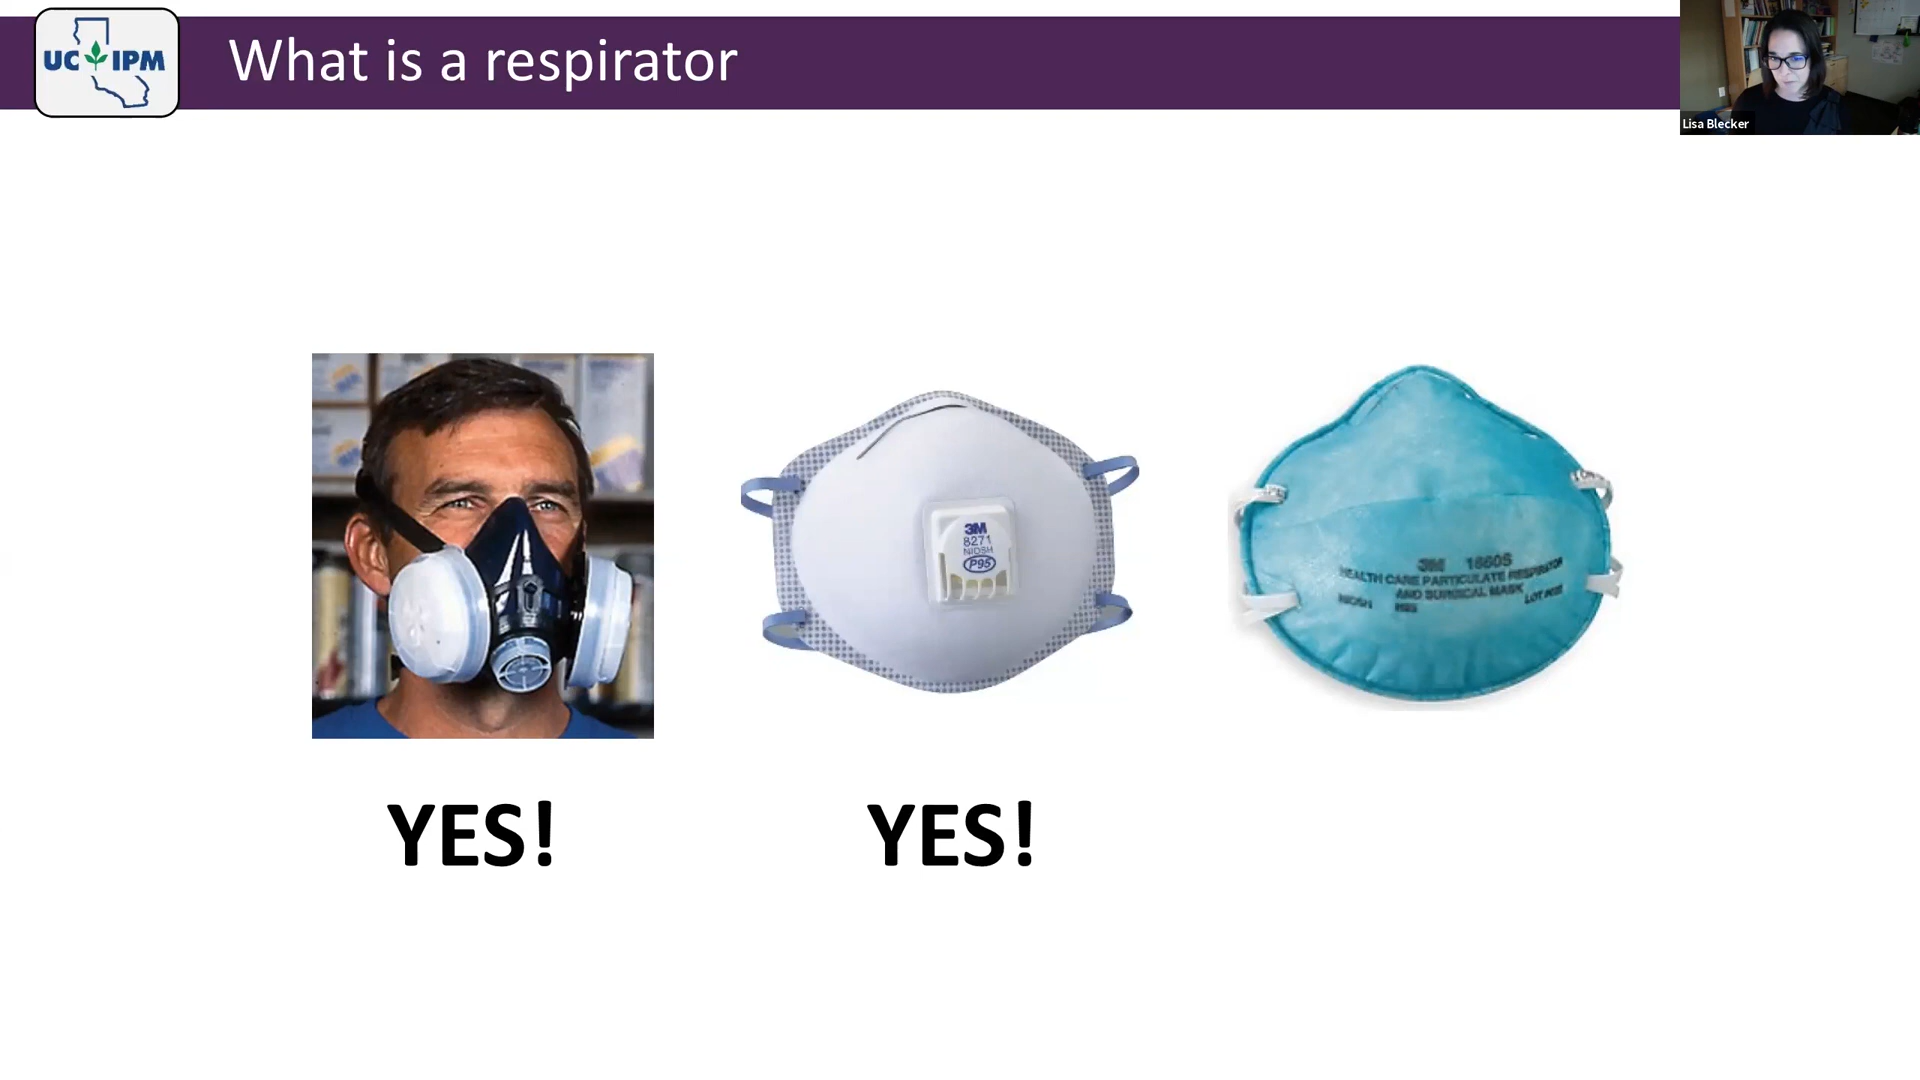 UC IPM
What is a respirator
Lisa Blecker
3M
8271
NIOSH
P95
3M 1860S
HEALTH CARE PARTICULATE RESPIRATOR
AND SURGICAL MASK
NIOSH N95
YES!
YES!